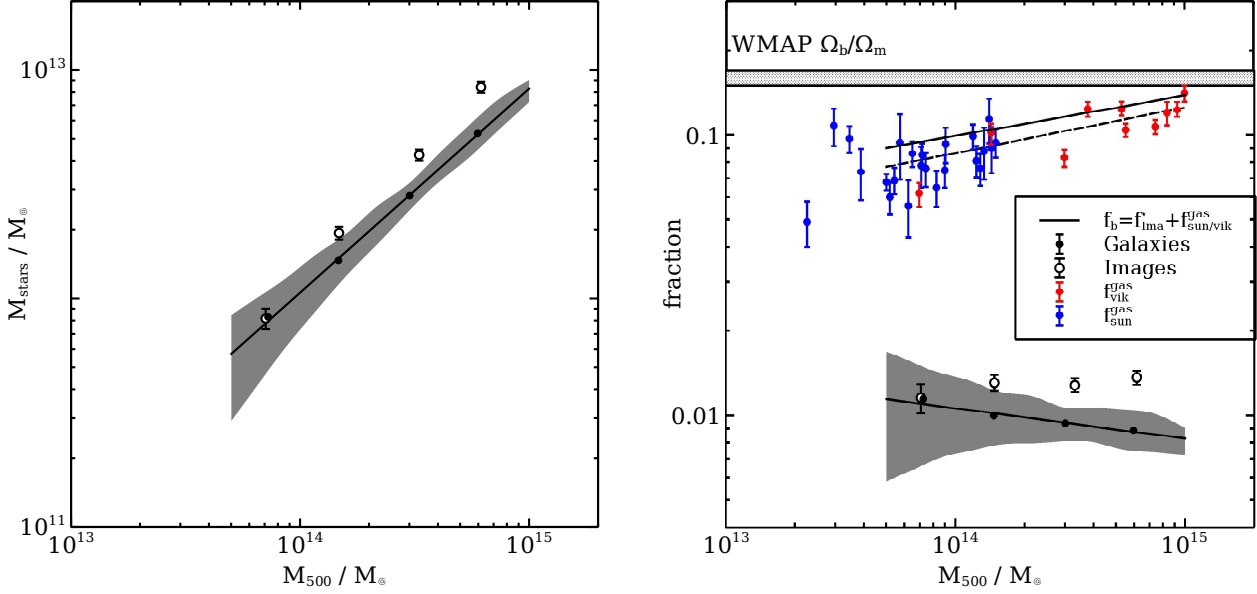 10^13
10^11
10^13
10^14
10^15
M_stars / M_⊙
M_500 / M_⊙
WMAP Ω_b/Ω_m
0.1
0.01
fraction
f_b=f*_Ima+f^gas_sun/vik
Galaxies
Images
f^gas_vik
f^gas_sun
10^13
10^14
10^15
M_500 / M_⊙